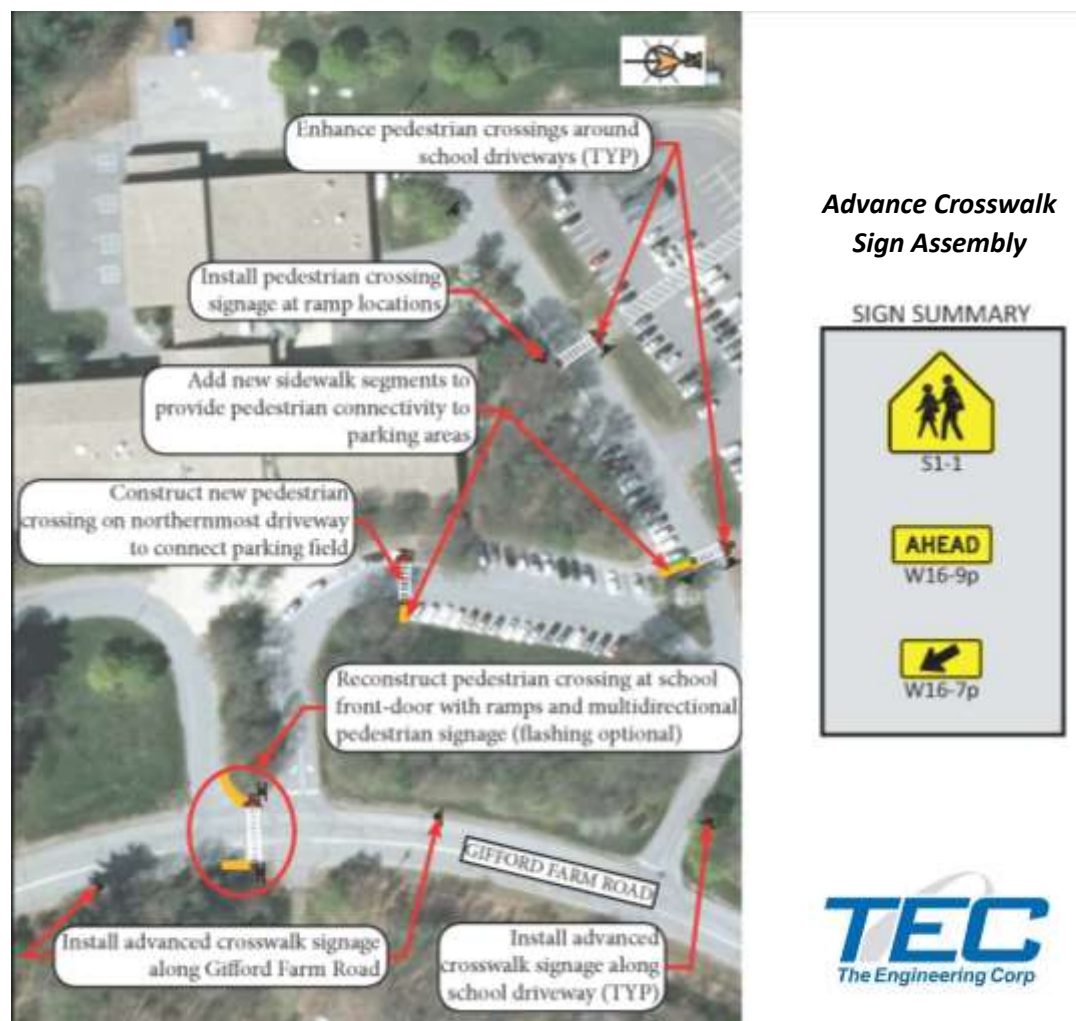 Enhance pedestrian crossings around
school driveways (TYP)
Install pedestrian crossing
signage at ramp locations
Add new sidewalk segments to
provide pedestrian connectivity to
parking areas
Construct new pedestrian
crossing on northernmost driveway
to connect parking field
Reconstruct pedestrian crossing at school
front-door with ramps and multidirectional
pedestrian signage (flashing optional)
GIFFORD FARM ROAD
Install advanced crosswalk signage
along Gifford Farm Road
Install advanced
crosswalk signage along
school driveway (TYP)
Advance Crosswalk
Sign Assembly
SIGN SUMMARY
S1-1
AHEAD
W16-9p
W16-7p
TEC
The Engineering Corp